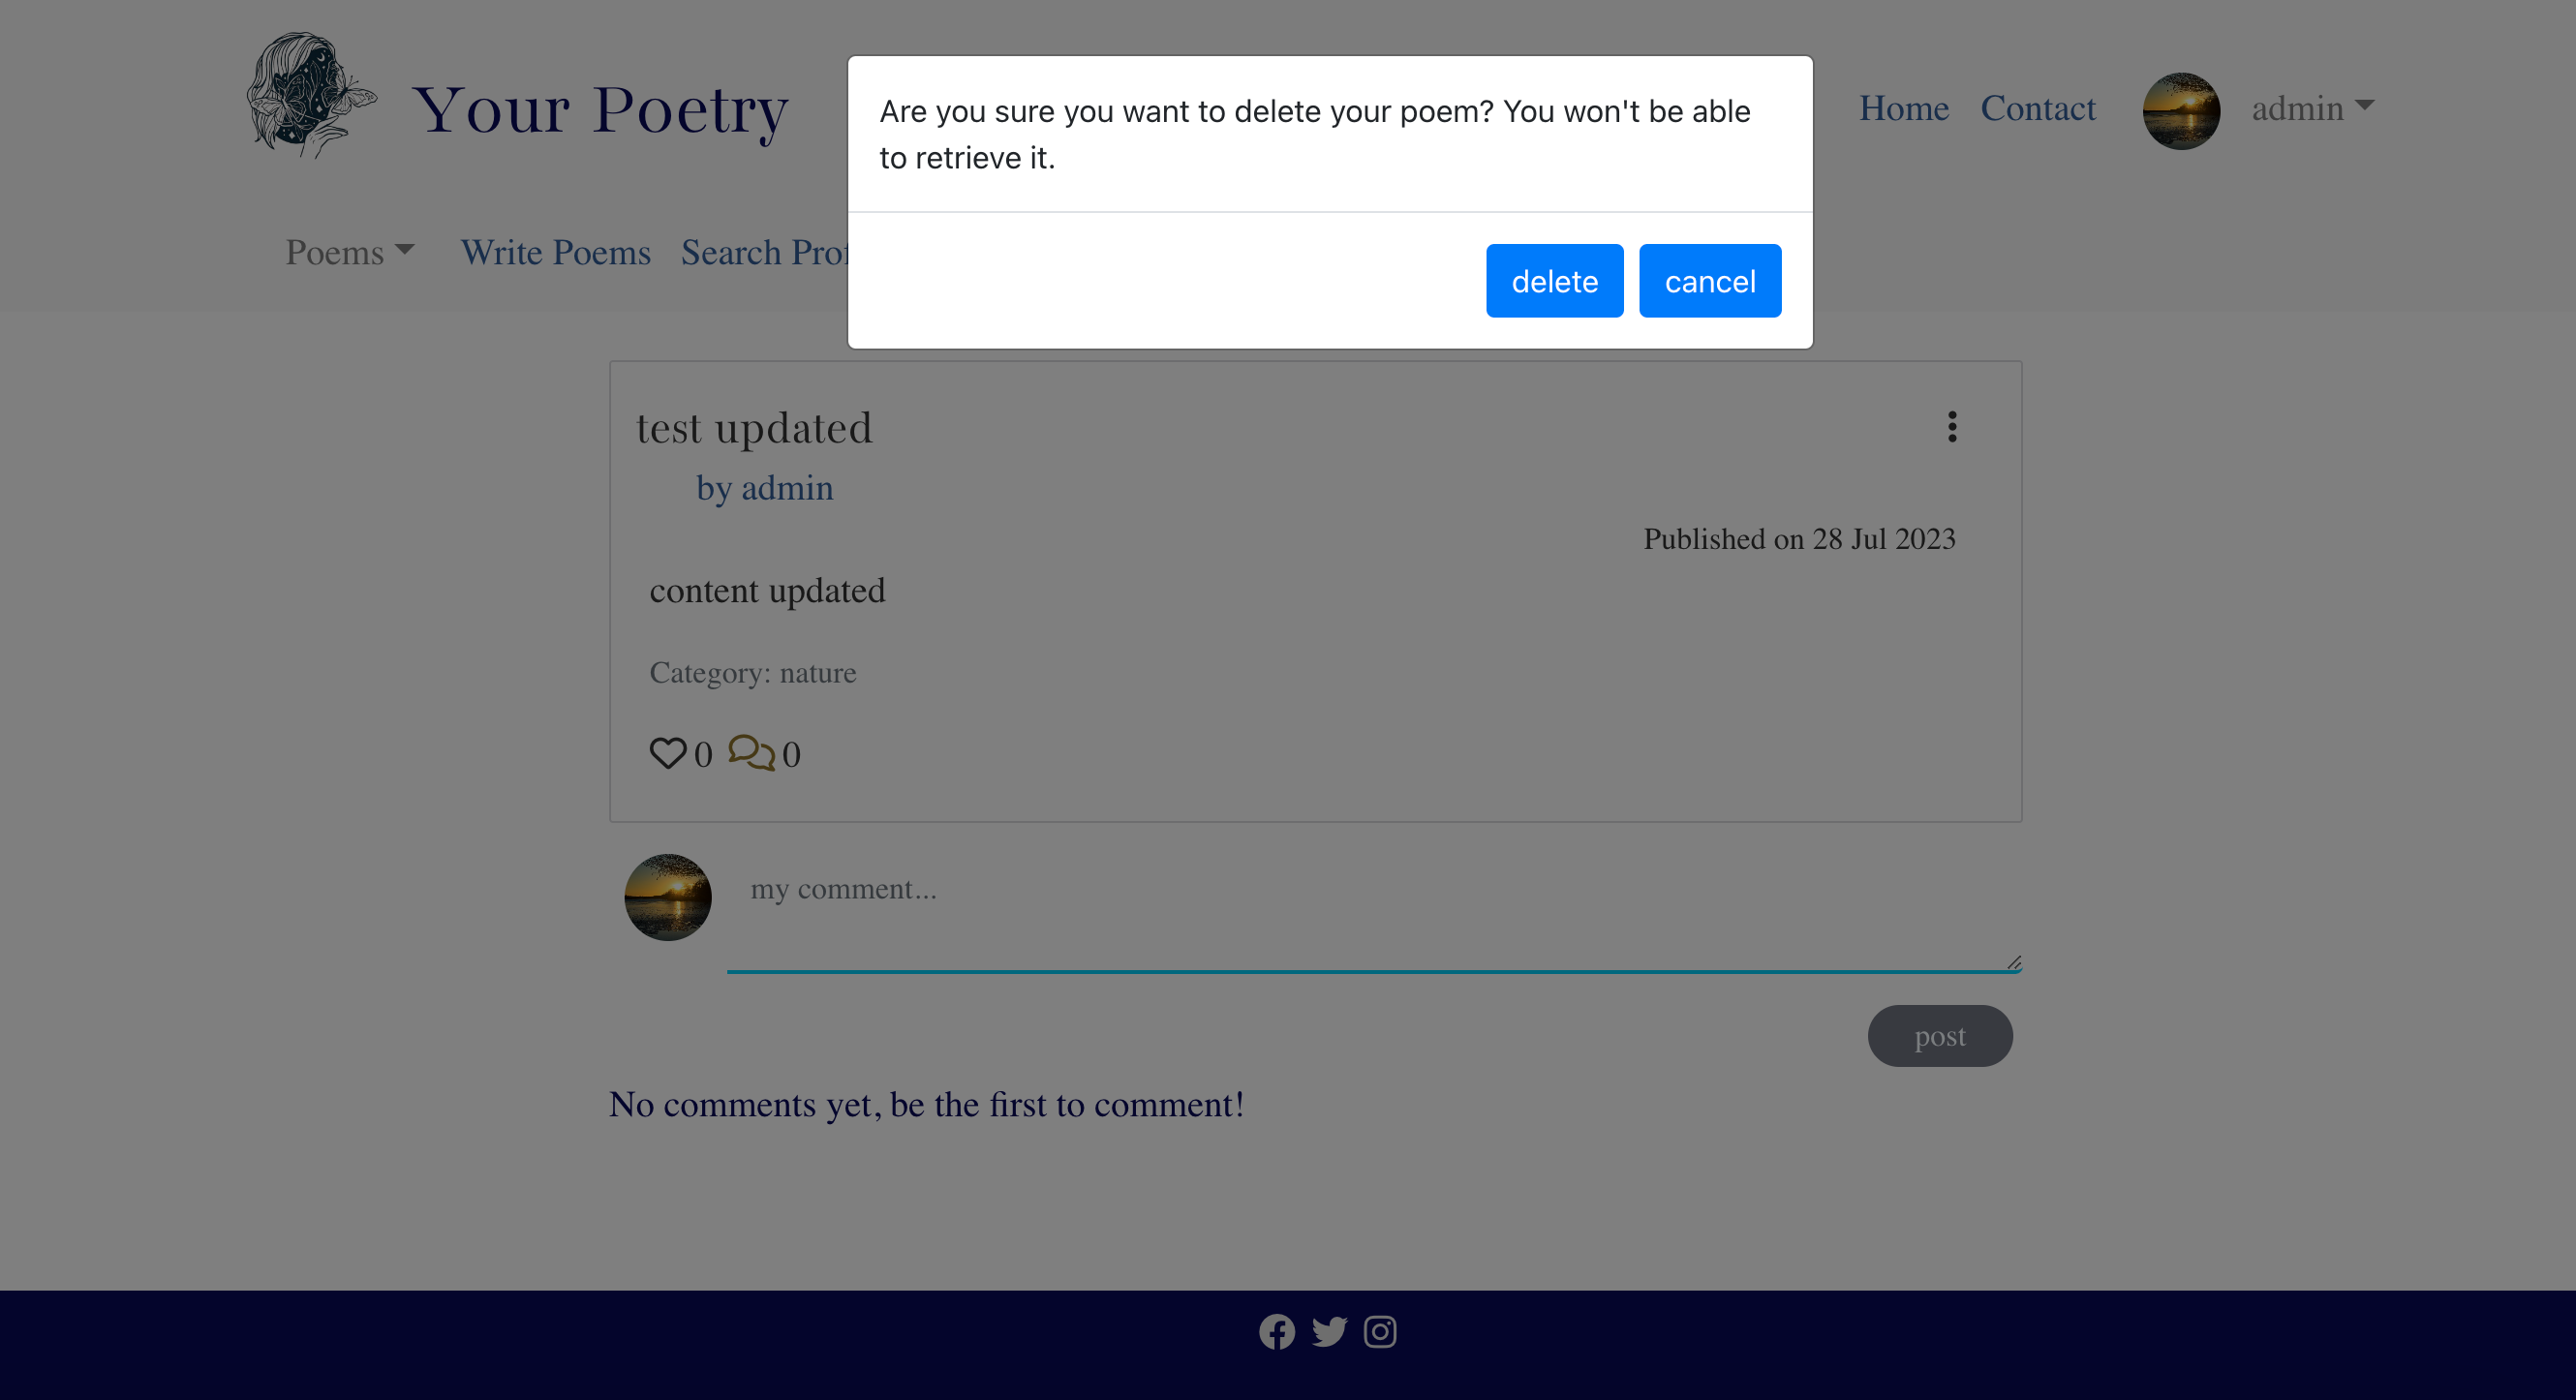 Your Poetry
Home Contact admin
Are you sure you want to delete your poem? You won't be able
to retrieve it.
delete cancel
Poems Write Poems Search Prof
test updated
by admin
Published on 28 Jul 2023
content updated
Category: nature
0 0
my comment...
post
No comments yet, be the first to comment!